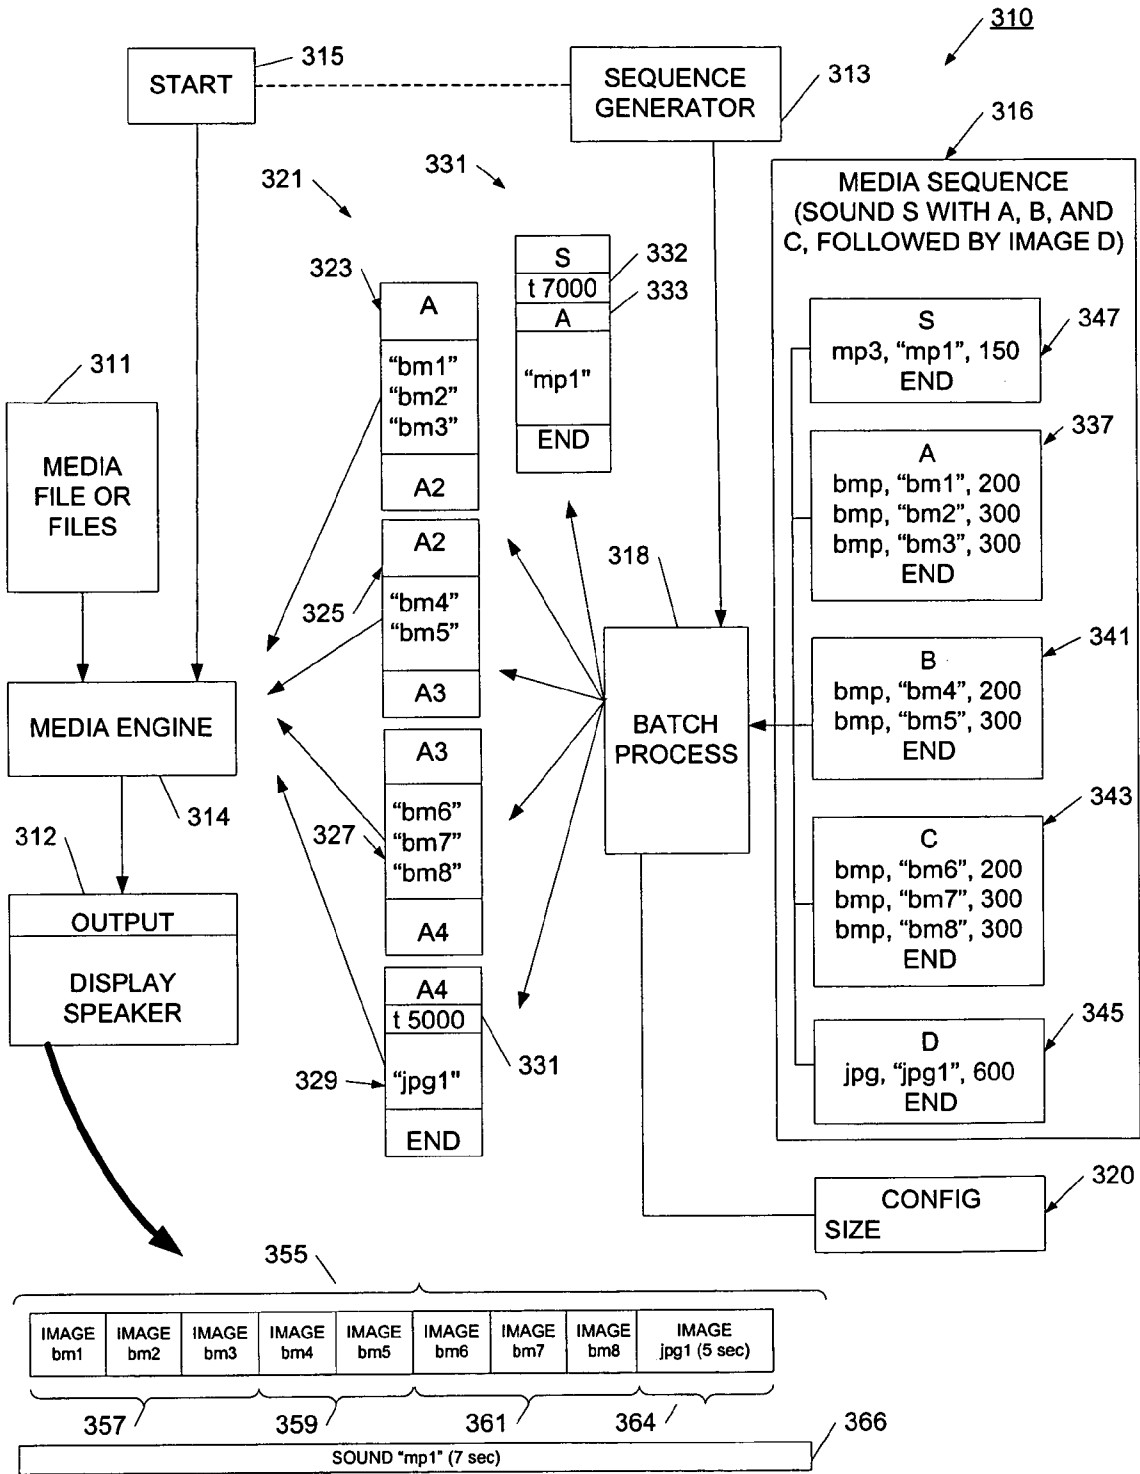 310
START
315
SEQUENCE
GENERATOR
313
316
321
331
MEDIA SEQUENCE
(SOUND S WITH A, B, AND
C, FOLLOWED BY IMAGE D)
S
t 7000
A
"mp1"
END
332
333
323
A
"bm1"
"bm2"
"bm3"
A2
S
mp3, "mp1", 150
END
347
311
MEDIA
FILE OR
FILES
A
bmp, "bm1", 200
bmp, "bm2", 300
bmp, "bm3", 300
END
337
A2
"bm4"
"bm5"
A3
325
318
BATCH
PROCESS
B
bmp, "bm4", 200
bmp, "bm5", 300
END
341
MEDIA ENGINE
314
A3
"bm6"
"bm7"
"bm8"
A4
327
C
bmp, "bm6", 200
bmp, "bm7", 300
bmp, "bm8", 300
END
343
312
OUTPUT
DISPLAY
SPEAKER
A4
t 5000
"jpg1"
END
331
329
D
jpg, "jpg1", 600
END
345
CONFIG
SIZE
320
355
IMAGE
bm1
IMAGE
bm2
IMAGE
bm3
IMAGE
bm4
IMAGE
bm5
IMAGE
bm6
IMAGE
bm7
IMAGE
bm8
IMAGE
jpg1 (5 sec)
357
359
361
364
366
SOUND "mp1" (7 sec)